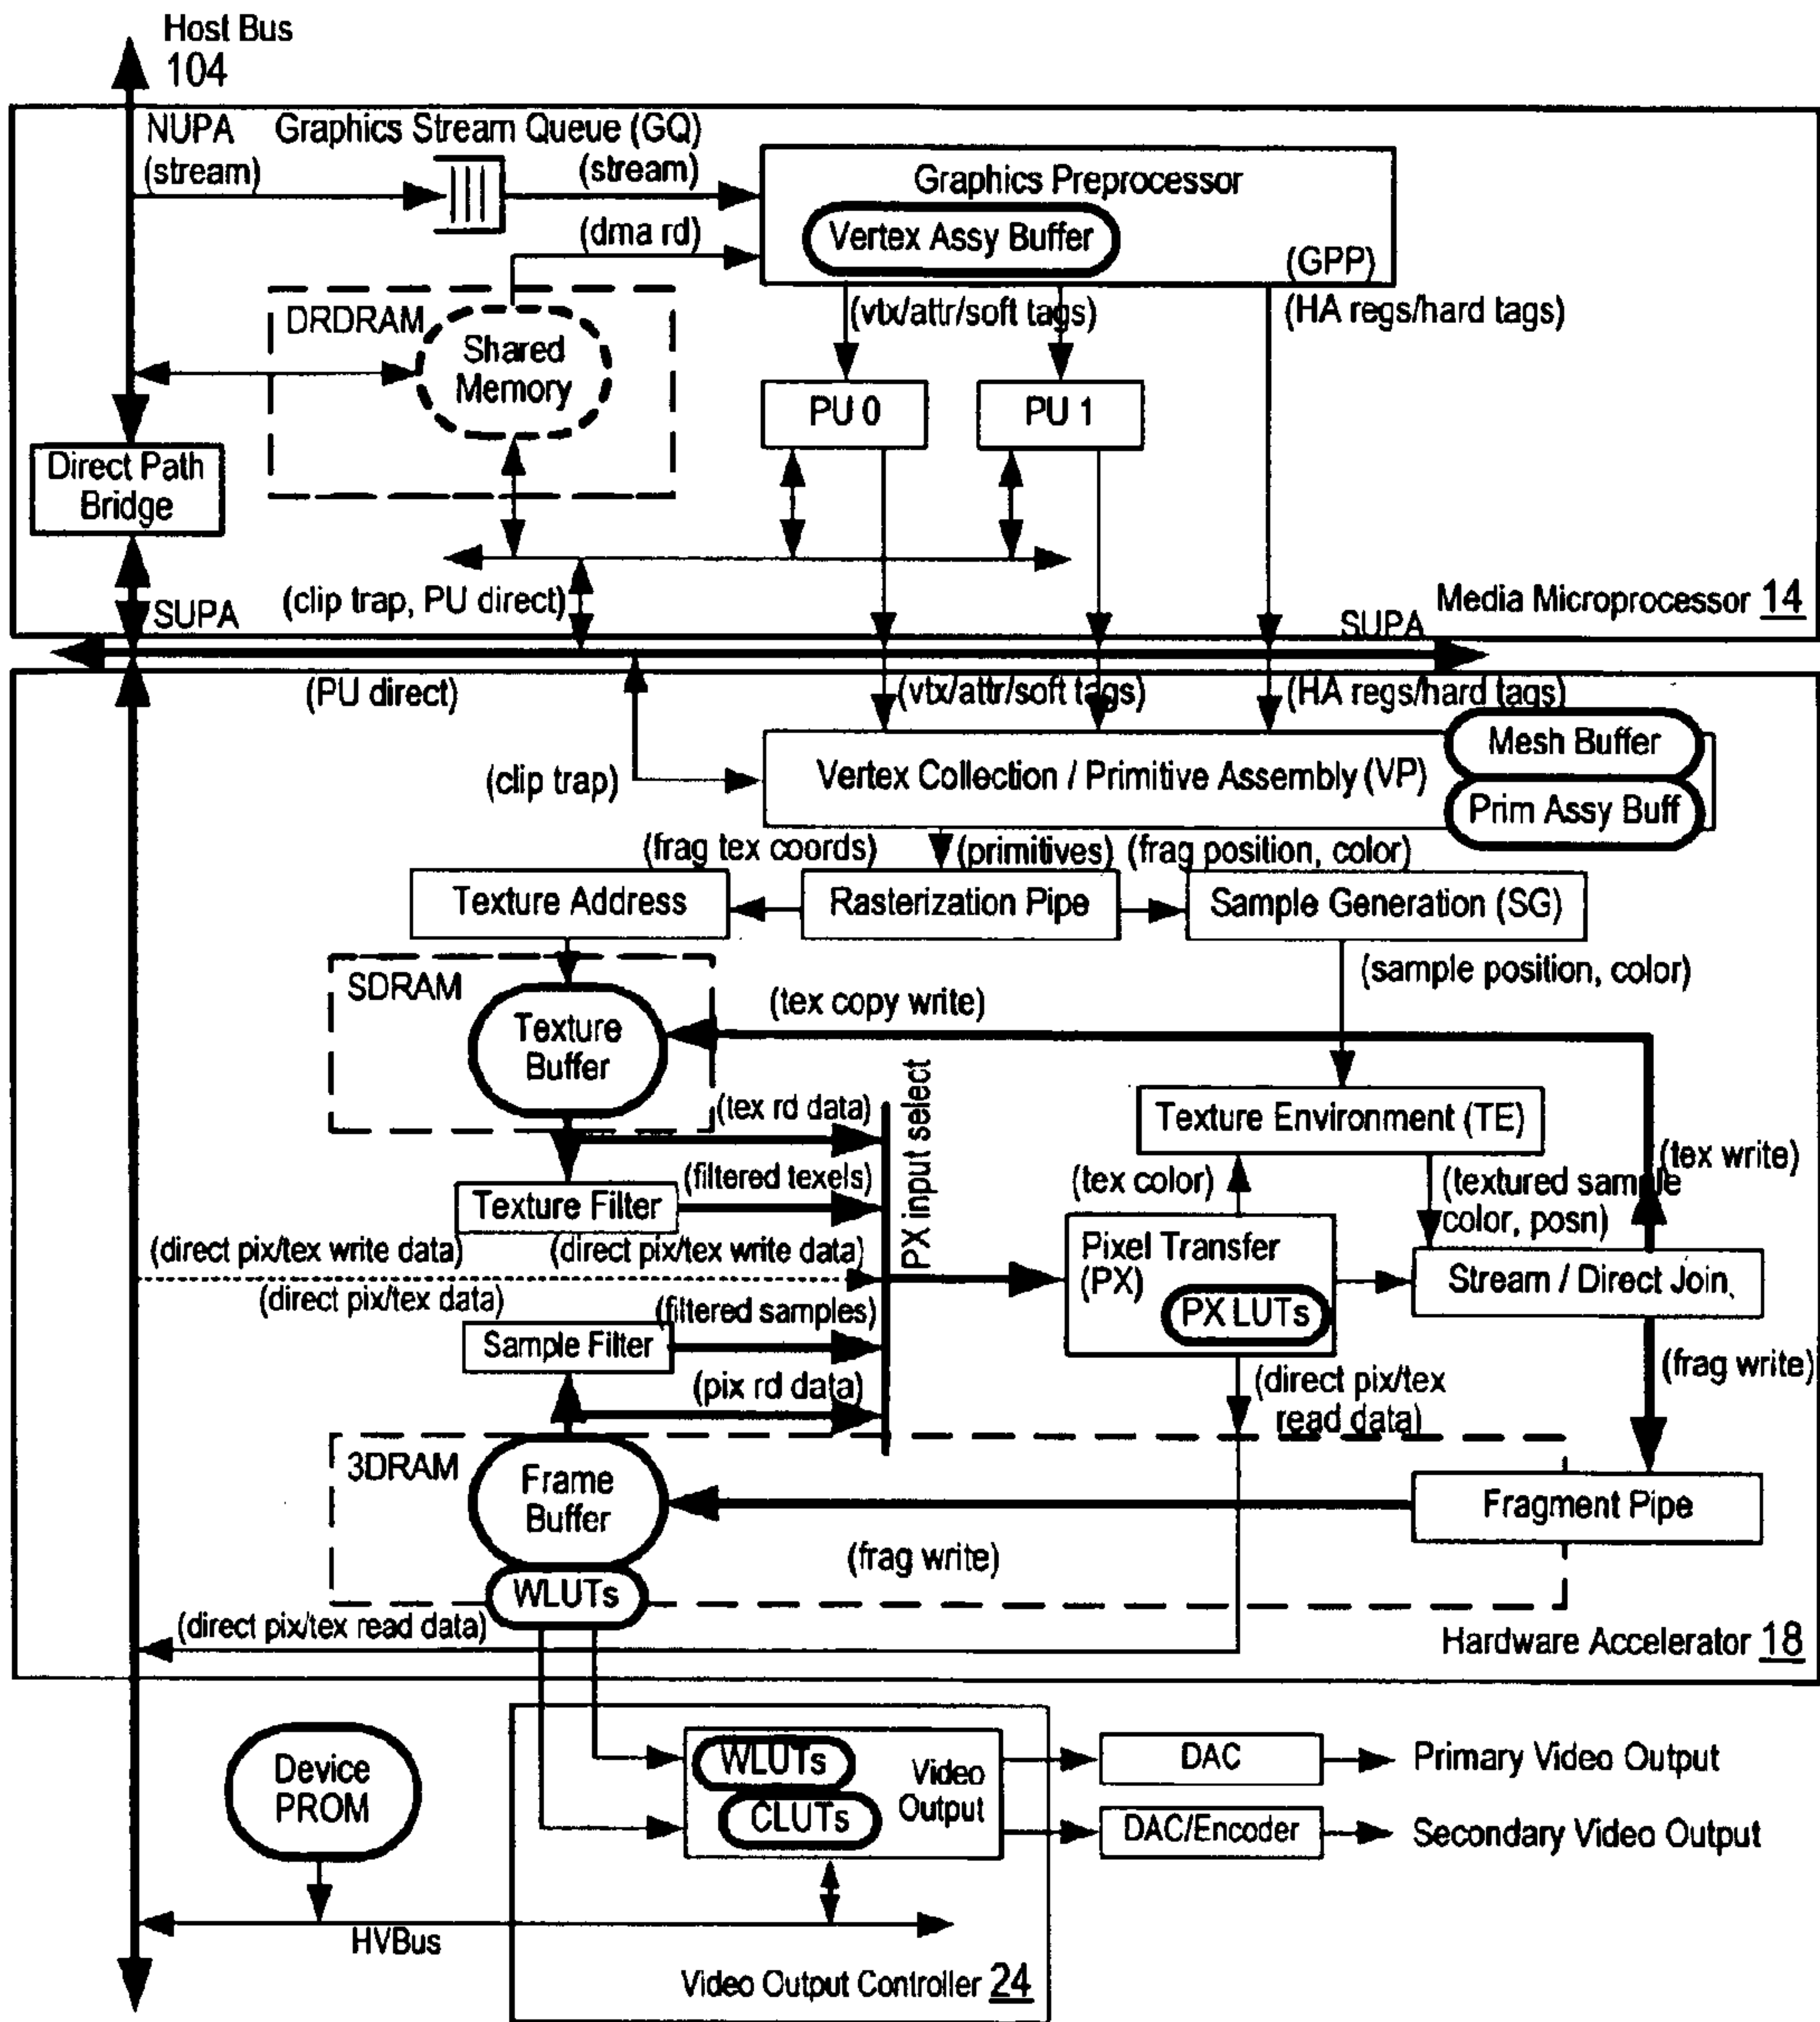 Host Bus
104
NUPA
(stream)
Graphics Stream Queue (GQ)
(stream)
Graphics Preprocessor
Vertex Assy Buffer
(GPP)
(dma rd)
DRDRAM
Shared
Memory
(vtx/attr/soft tags)
(HA regs/hard tags)
PU 0
PU 1
Direct Path
Bridge
SUPA
(clip trap, PU direct)
Media Microprocessor 14
SUPA
(PU direct)
(vtx/attr/soft tags)
(HA regs/hard tags)
Mesh Buffer
Vertex Collection / Primitive Assembly (VP)
Prim Assy Buff
(clip trap)
(frag tex coords)
(primitives)
(frag position, color)
Texture Address
Rasterization Pipe
Sample Generation (SG)
SDRAM
(sample position, color)
(tex copy write)
Texture
Buffer
PX input select
(tex rd data)
Texture Environment (TE)
(tex write)
(filtered texels)
(tex color)
(textured sample
color, posn)
Texture Filter
(direct pix/tex write data)
(direct pix/tex write data)
Pixel Transfer
(PX)
PX LUTs
Stream / Direct Join
(direct pix/tex data)
(filtered samples)
Sample Filter
(pix rd data)
(direct pix/tex
read data)
(frag write)
3DRAM
Frame
Buffer
Fragment Pipe
(frag write)
WLUTs
(direct pix/tex read data)
Hardware Accelerator 18
Device
PROM
WLUTs
CLUTs
Video
Output
DAC
Primary Video Output
DAC/Encoder
Secondary Video Output
HVBus
Video Output Controller 24